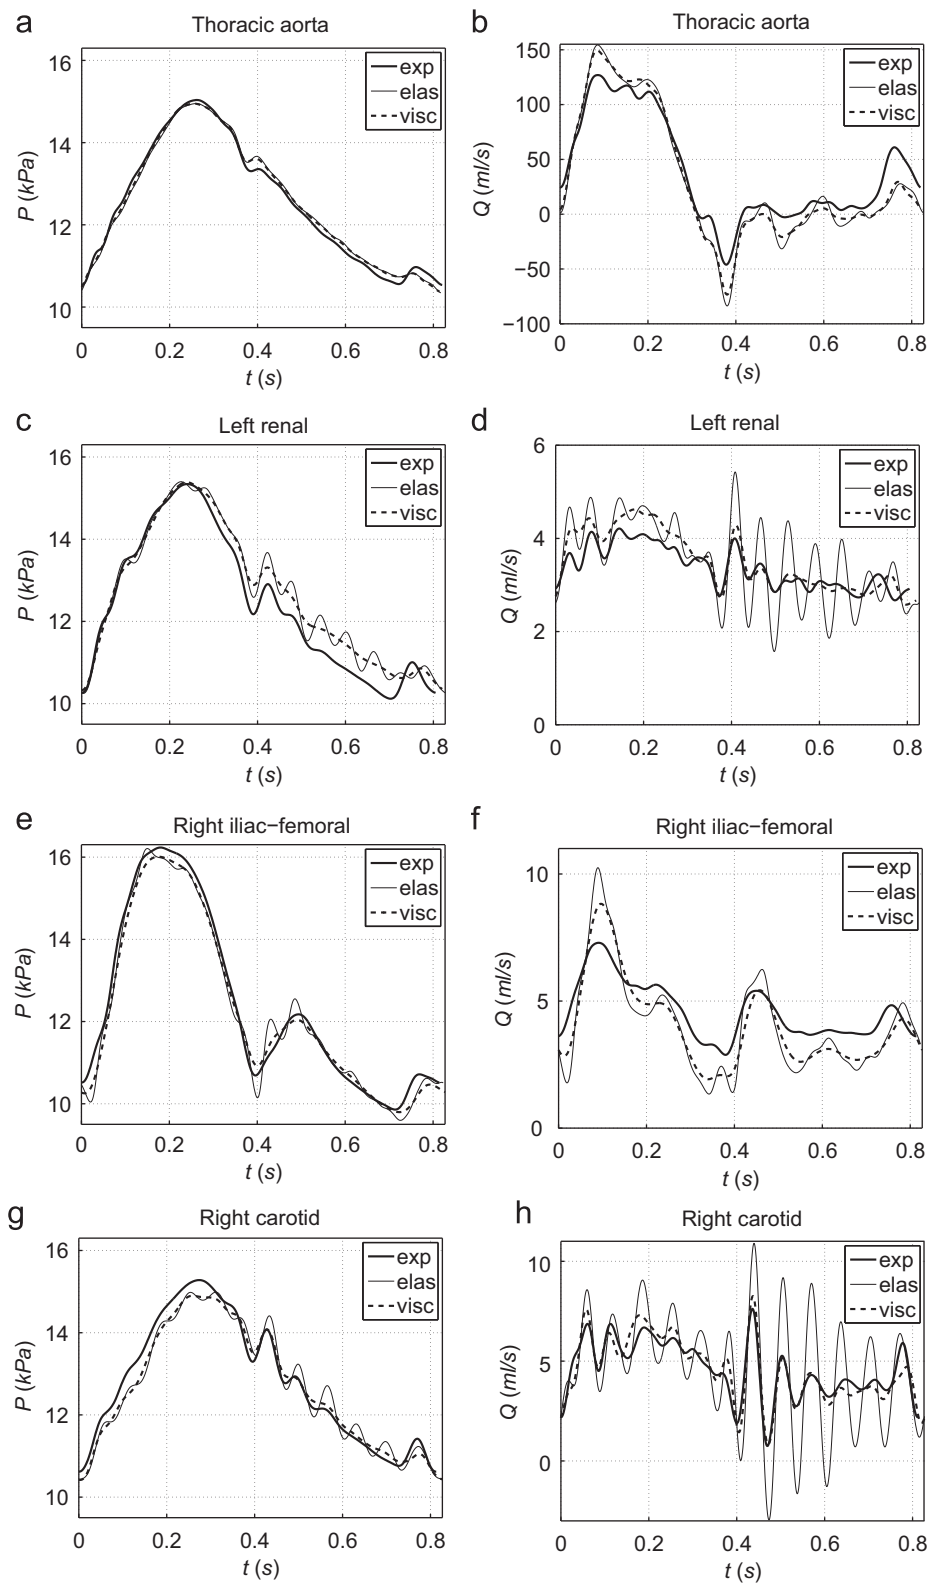 a
Thoracic aorta
16
14
12
10
P (kPa)
exp
elas
visc
0 0.2 0.4 0.6 0.8
t (s)
b
Thoracic aorta
150
100
50
0
−50
−100
Q (ml/s)
exp
elas
visc
0 0.2 0.4 0.6 0.8
t (s)
c
Left renal
16
14
12
10
P (kPa)
exp
elas
visc
0 0.2 0.4 0.6 0.8
t (s)
d
Left renal
6
4
2
0
Q (ml/s)
exp
elas
visc
0 0.2 0.4 0.6 0.8
t (s)
e
Right iliac−femoral
16
14
12
10
P (kPa)
exp
elas
visc
0 0.2 0.4 0.6 0.8
t (s)
f
Right iliac−femoral
10
5
0
Q (ml/s)
exp
elas
visc
0 0.2 0.4 0.6 0.8
t (s)
g
Right carotid
16
14
12
10
P (kPa)
exp
elas
visc
0 0.2 0.4 0.6 0.8
t (s)
h
Right carotid
10
5
0
Q (ml/s)
exp
elas
visc
0 0.2 0.4 0.6 0.8
t (s)